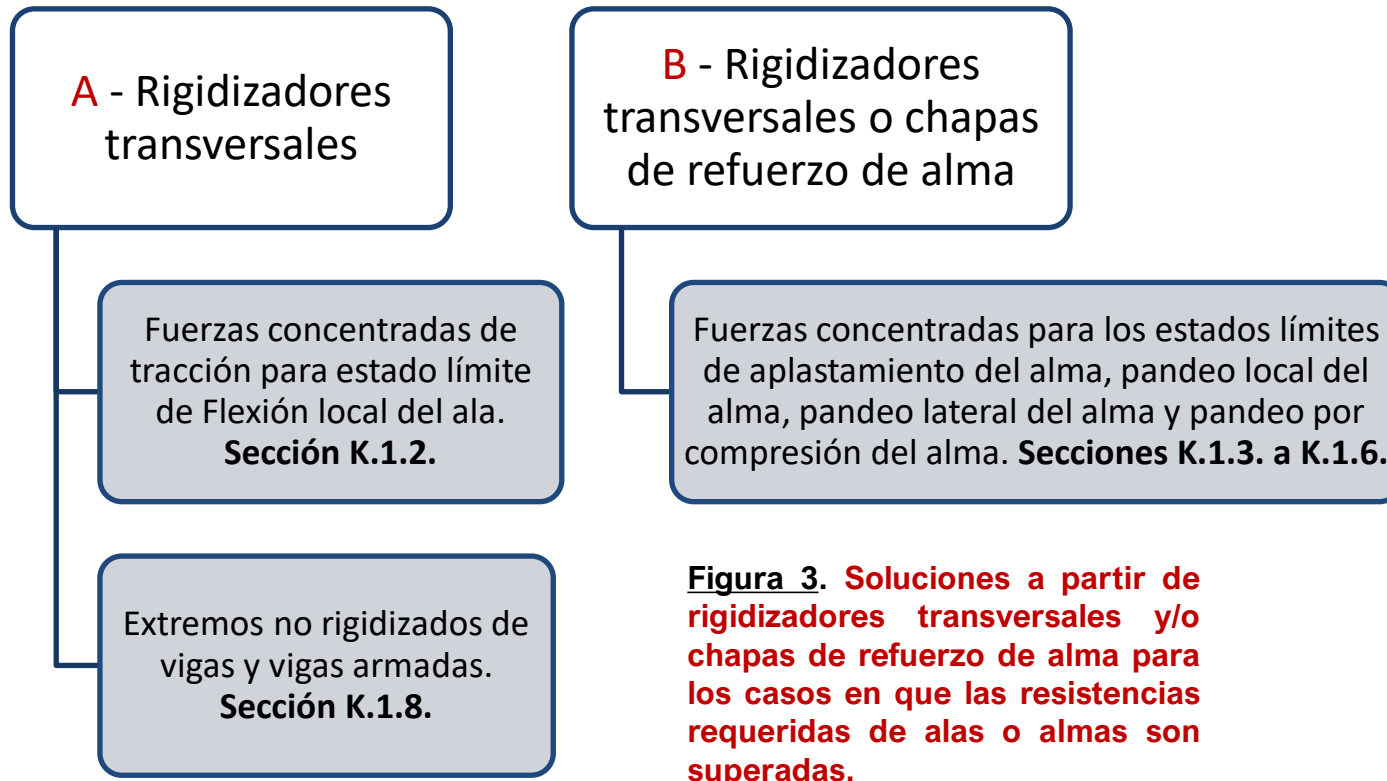 A - Rigidizadores
transversales
Fuerzas concentradas de
tracción para estado límite
de Flexión local del ala.
Sección K.1.2.
Extremos no rigidizados de
vigas y vigas armadas.
Sección K.1.8.
B - Rigidizadores
transversales o chapas
de refuerzo de alma
Fuerzas concentradas para los estados límites
de aplastamiento del alma, pandeo local del
alma, pandeo lateral del alma y pandeo por
compresión del alma. Secciones K.1.3. a K.1.6.
Figura 3. Soluciones a partir de
rigidizadores transversales y/o
chapas de refuerzo de alma para
los casos en que las resistencias
requeridas de alas o almas son
superadas.